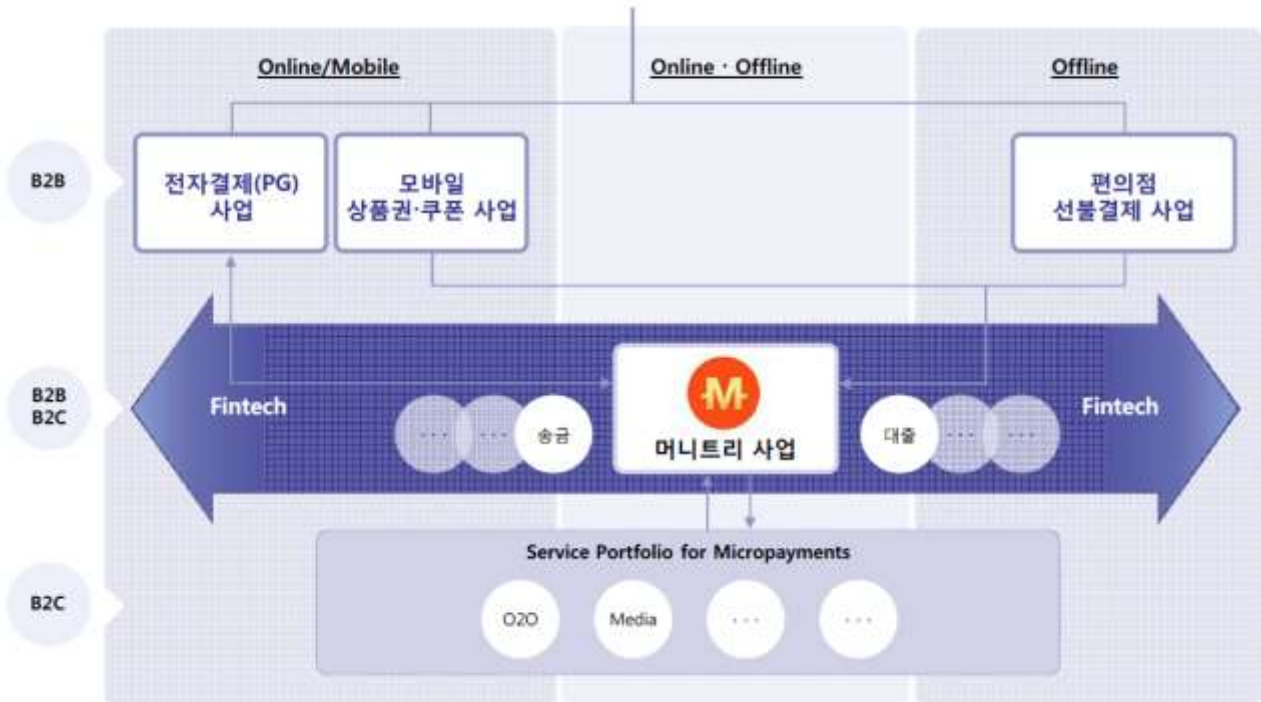 Online/Mobile
Online · Offline
Offline
B2B
전자결제(PG)
사업
모바일
상품권·쿠폰 사업
편의점
선불결제 사업
B2B
B2C
Fintech
···
···
송금
M
머니트리 사업
대출
···
···
Fintech
Service Portfolio for Micropayments
B2C
O2O
Media
···
···